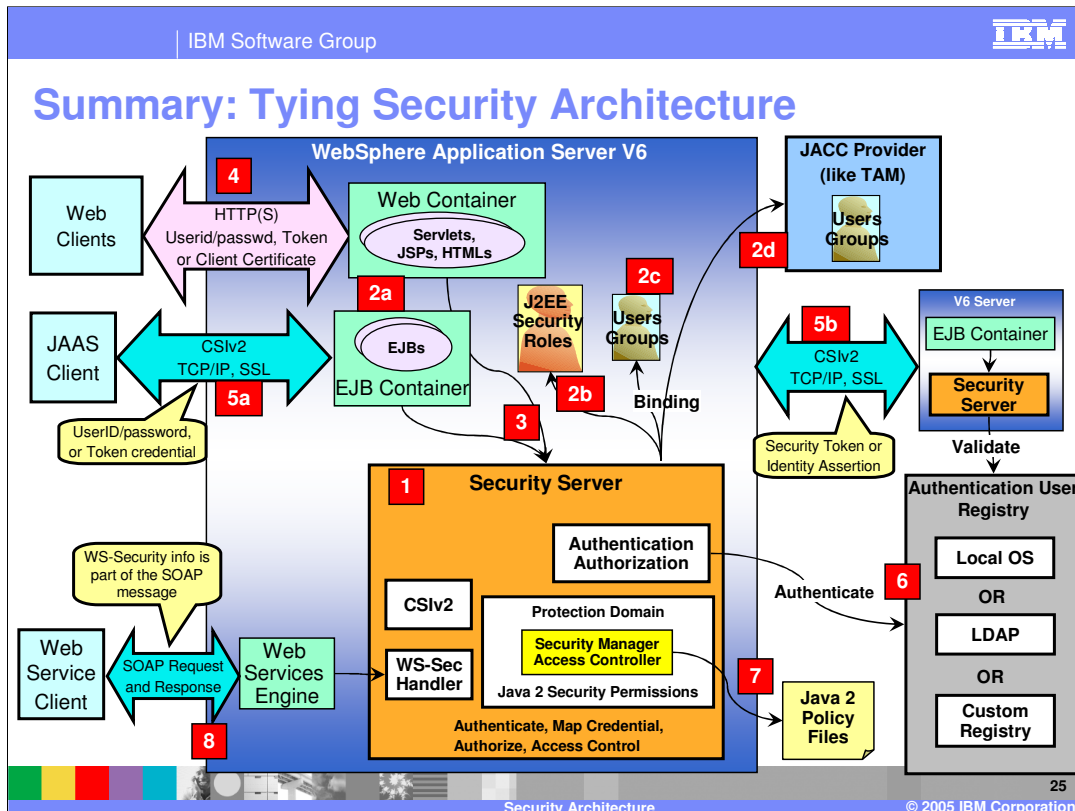 IBM Software Group
IBM
Summary: Tying Security Architecture
WebSphere Application Server V6
4
Web
Clients
HTTP(S)
Userid/passwd, Token
or Client Certificate
Web Container
Servlets,
JSPs, HTMLs
JACC Provider
(like TAM)
Users
Groups
2d
2a
2c
J2EE
Security
Roles
Users
Groups
JAAS
Client
CSIv2
TCP/IP, SSL
5a
EJBs
EJB Container
2b
Binding
3
5b
CSIv2
TCP/IP, SSL
V6 Server
EJB Container
Security
Server
Validate
UserID/password,
or Token credential
Security Token or
Identity Assertion
1
Security Server
Authentication
Authorization
CSIv2
Protection Domain
Security Manager
Access Controller
Java 2 Security Permissions
WS-Sec
Handler
Authenticate, Map Credential,
Authorize, Access Control
Authenticate
6
Authentication User
Registry
Local OS
OR
LDAP
OR
Custom
Registry
WS-Security info is
part of the SOAP
message
Web
Service
Client
SOAP Request
and Response
Web
Services
Engine
8
7
Java 2
Policy
Files
25
Security Architecture
© 2005 IBM Corporation